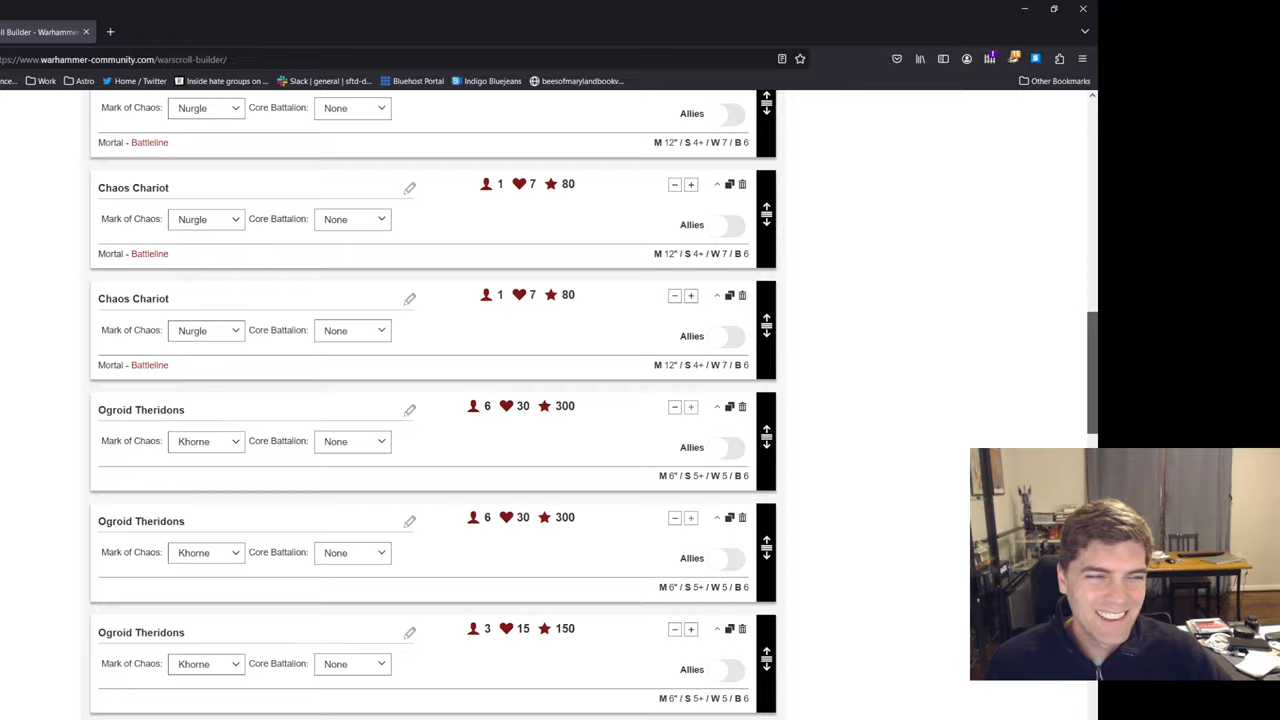 ll Builder - Warhammer
tps://www.warhammer-community.com/warscroll-builder/
nce... Work Astro Home / Twitter Inside hate groups on ... Slack | general | sftd-d... Bluehost Portal Indigo Bluejeans beesofmarylandbookv... Other Bookmarks
Mark of Chaos: Nurgle Core Battalion: None
Allies
Mortal - Battleline M 12" / S 4+ / W 7 / B 6
Chaos Chariot 1 7 80
Mark of Chaos: Nurgle Core Battalion: None
Allies
Mortal - Battleline M 12" / S 4+ / W 7 / B 6
Chaos Chariot 1 7 80
Mark of Chaos: Nurgle Core Battalion: None
Allies
Mortal - Battleline M 12" / S 4+ / W 7 / B 6
Ogroid Theridons 6 30 300
Mark of Chaos: Khorne Core Battalion: None
Allies
M 6" / S 5+ / W 5 / B 6
Ogroid Theridons 6 30 300
Mark of Chaos: Khorne Core Battalion: None
Allies
M 6" / S 5+ / W 5 / B 6
Ogroid Theridons 3 15 150
Mark of Chaos: Khorne Core Battalion: None
Allies
M 6" / S 5+ / W 5 / B 6